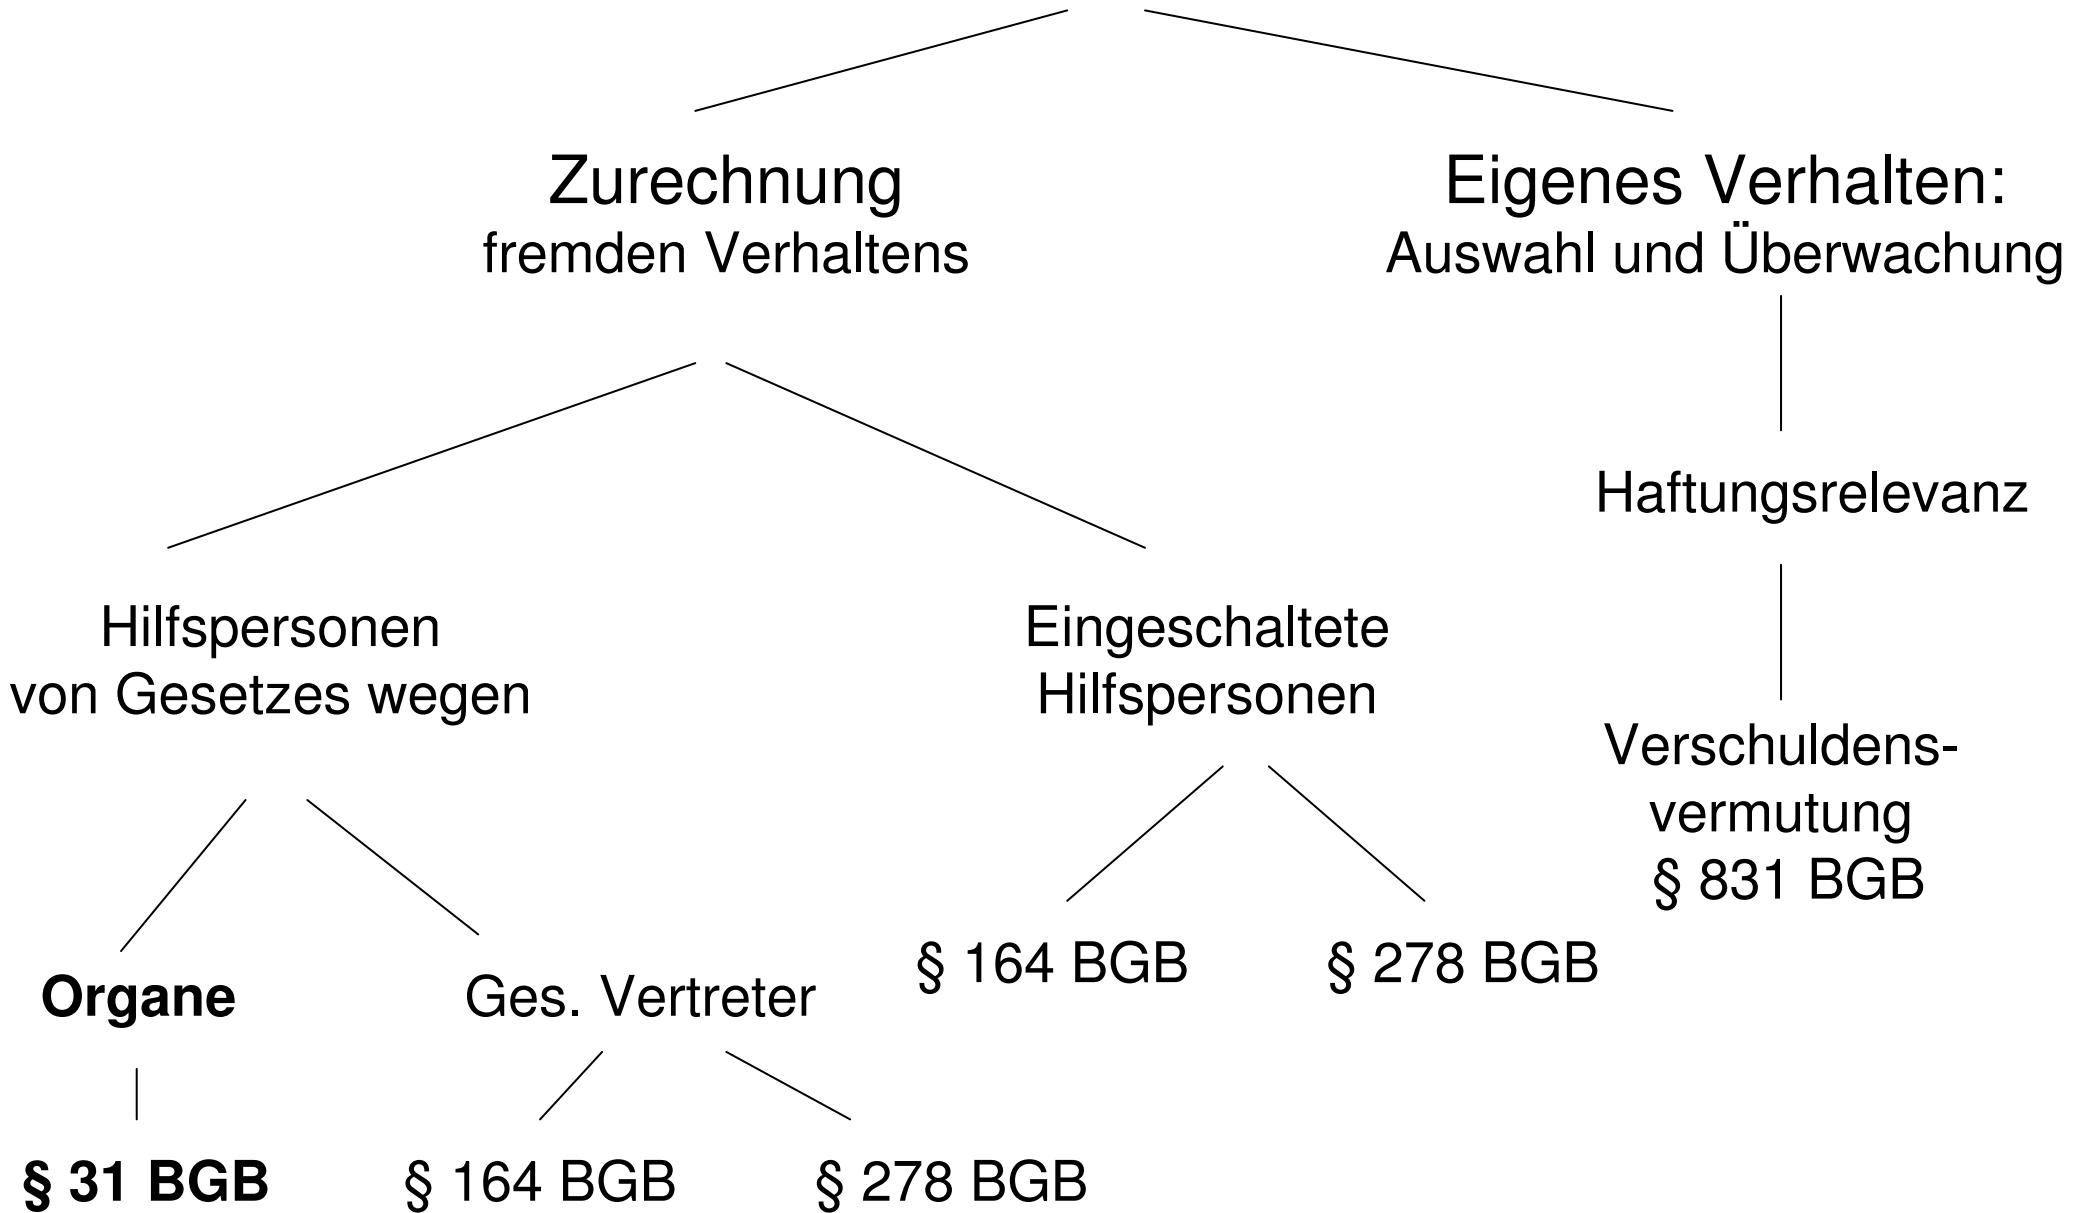 Zurechnung
fremden Verhaltens
Eigenes Verhalten:
Auswahl und Überwachung
Haftungsrelevanz
Hilfspersonen
von Gesetzes wegen
Eingeschaltete
Hilfspersonen
Verschuldens-
vermutung
§ 831 BGB
§ 164 BGB
§ 278 BGB
Organe
Ges. Vertreter
§ 31 BGB
§ 164 BGB
§ 278 BGB